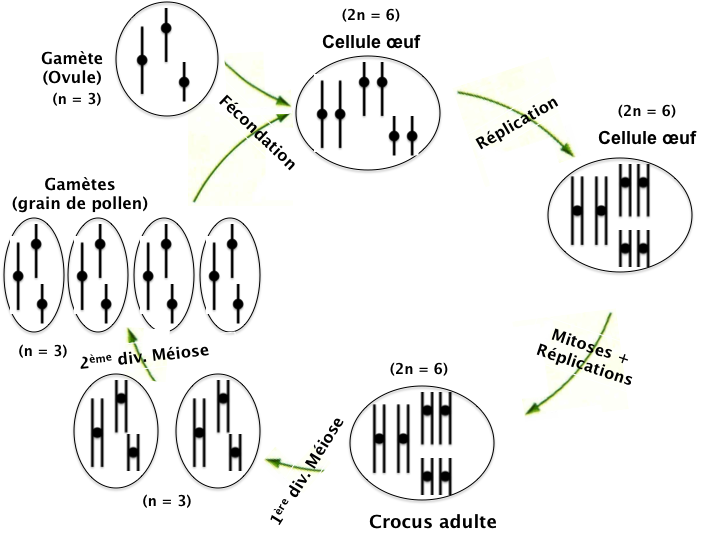 (2n = 6)
Cellule œuf
Gamète
(Ovule)
(n = 3)
Fécondation
Réplication
(2n = 6)
Cellule œuf
Gamètes
(grain de pollen)
(n = 3)
2ème div. Méiose
Mitoses +
Réplications
(2n = 6)
1ère div. Méiose
(n = 3)
Crocus adulte